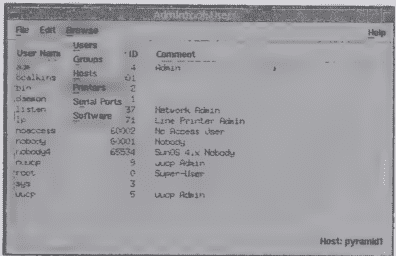 File Edit Browse Help
Users
Groups
Hosts
Printers
Serial Ports
Software
User Name ID Comment
adm 4 Admin
bcalkins 01
bin 2
daemon 1
listen 37 Network Admin
lp 71 Line Printer Admin
noaccess 60002 No Access User
nobody 60001 Nobody
nobody4 65534 SunOS 4.x Nobody
nuucp 9 uucp Admin
root 0 Super-User
sys 3
uucp 5 uucp Admin
Host: pyramid1